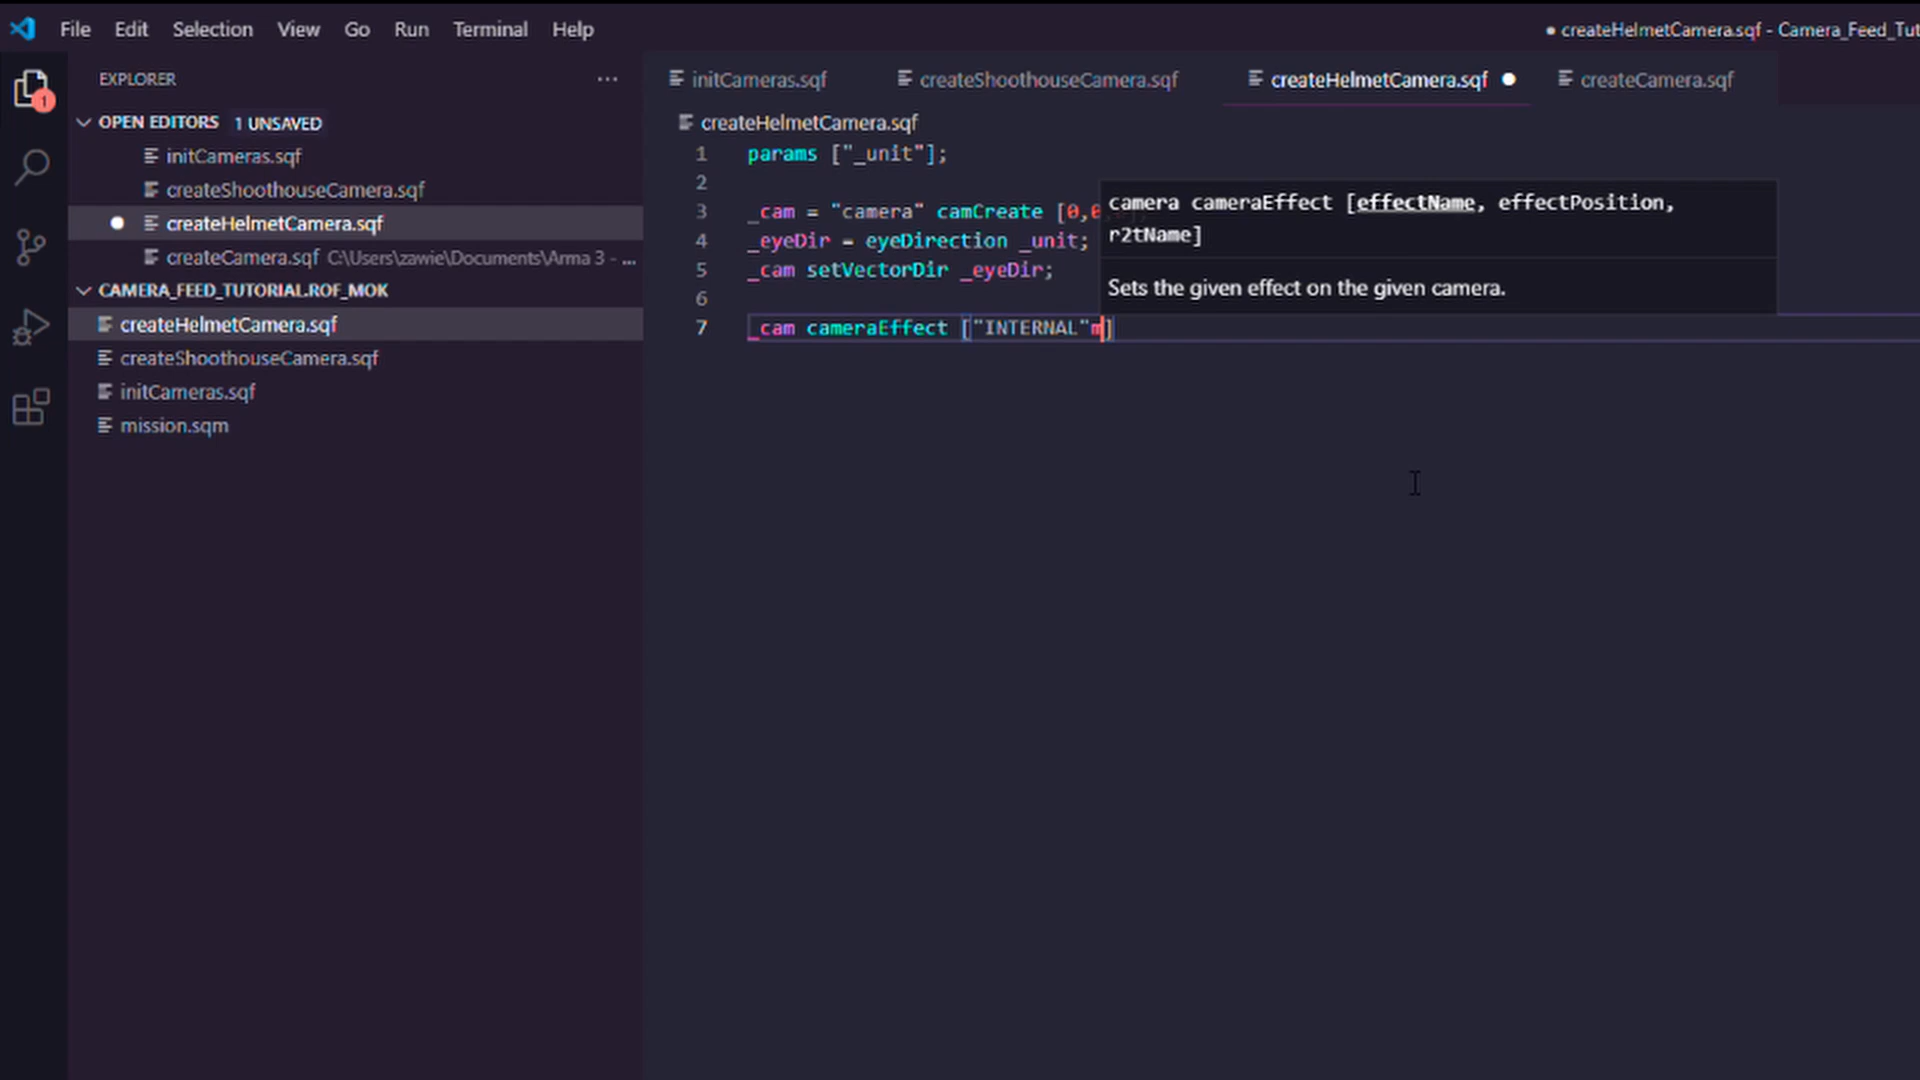 File Edit Selection View Go Run Terminal Help
● createHelmetCamera.sqf - Camera_Feed_Tut
EXPLORER
OPEN EDITORS 1 UNSAVED
initCameras.sqf
createShoothouseCamera.sqf
createHelmetCamera.sqf
createCamera.sqf C:\Users\zawie\Documents\Arma 3 - ...
CAMERA_FEED_TUTORIAL.ROF_MOK
createHelmetCamera.sqf
createShoothouseCamera.sqf
initCameras.sqf
mission.sqm
1
initCameras.sqf createShoothouseCamera.sqf createHelmetCamera.sqf ● createCamera.sqf
createHelmetCamera.sqf
1 params ["_unit"];
2
3 _cam = "camera" camCreate [0,0
4 _eyeDir = eyeDirection _unit;
5 _cam setVectorDir _eyeDir;
6
7 _cam cameraEffect ["INTERNAL"m]
camera cameraEffect [effectName, effectPosition,
r2tName]
Sets the given effect on the given camera.